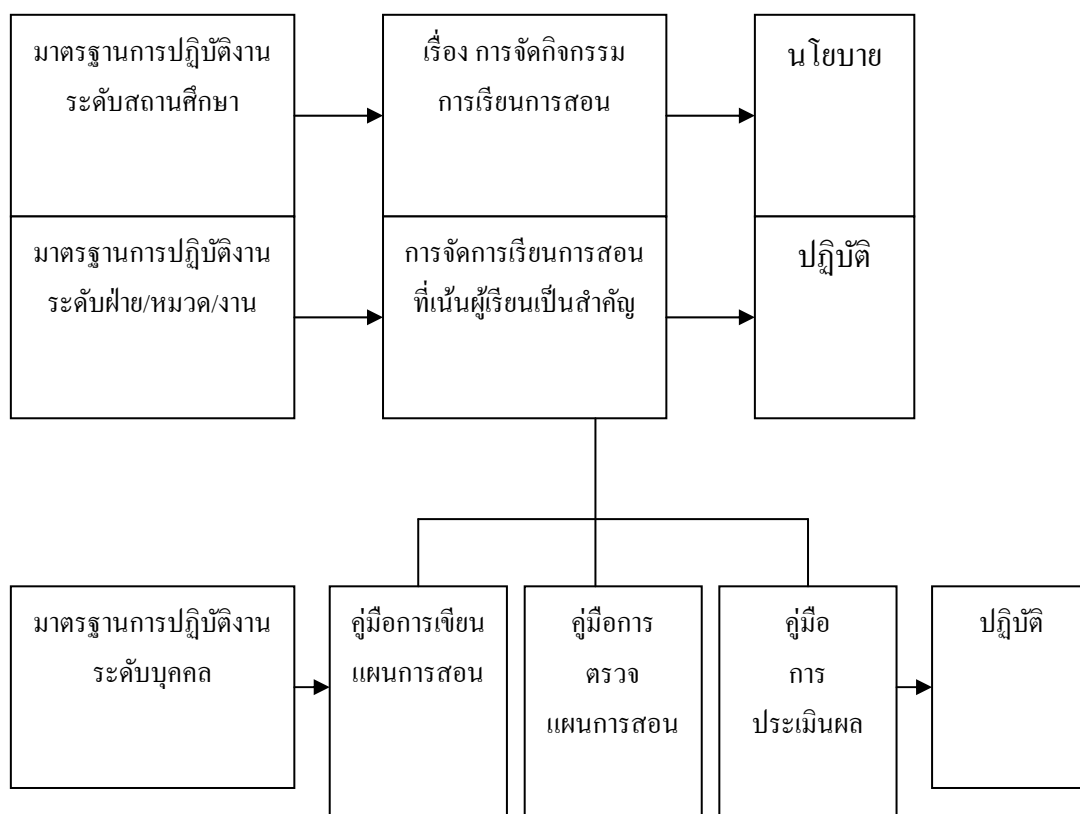 มาตรฐานการปฏิบัติงาน
ระดับสถานศึกษา
เรื่อง การจัดกิจกรรม
การเรียนการสอน
นโยบาย
มาตรฐานการปฏิบัติงาน
ระดับฝ่าย/หมวด/งาน
การจัดการเรียนการสอน
ที่เน้นผู้เรียนเป็นสำคัญ
ปฏิบัติ
มาตรฐานการปฏิบัติงาน
ระดับบุคคล
คู่มือการเขียน
แผนการสอน
คู่มือการ
ตรวจ
แผนการสอน
คู่มือ
การ
ประเมินผล
ปฏิบัติ